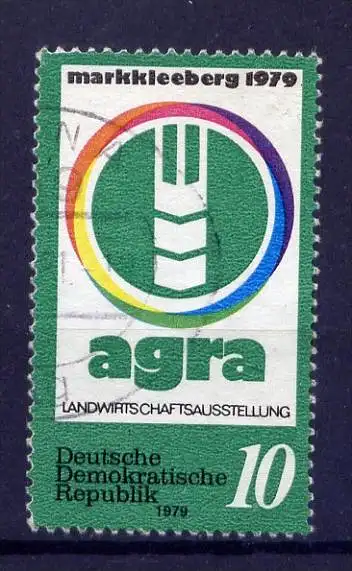 markkleeberg 1979
agra
LANDWIRTSCHAFTSAUSSTELLUNG
Deutsche
Demokratische
Republik
10
1979